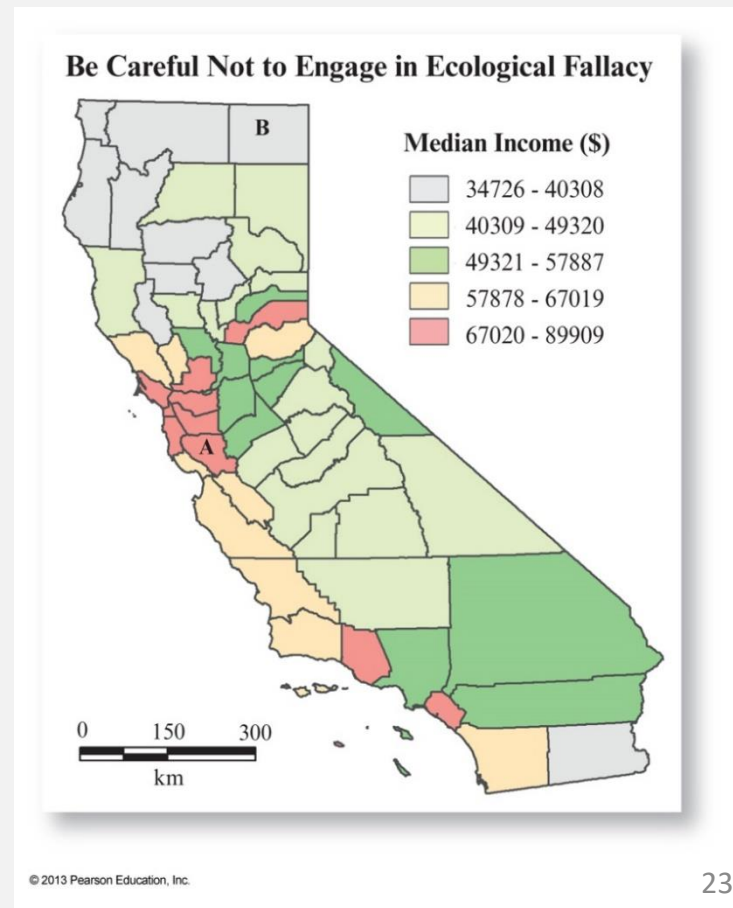 Be Careful Not to Engage in Ecological Fallacy
B
Median Income ($)
34726 - 40308
40309 - 49320
49321 - 57887
57878 - 67019
67020 - 89909
A
0 150 300
km
© 2013 Pearson Education, Inc.
23